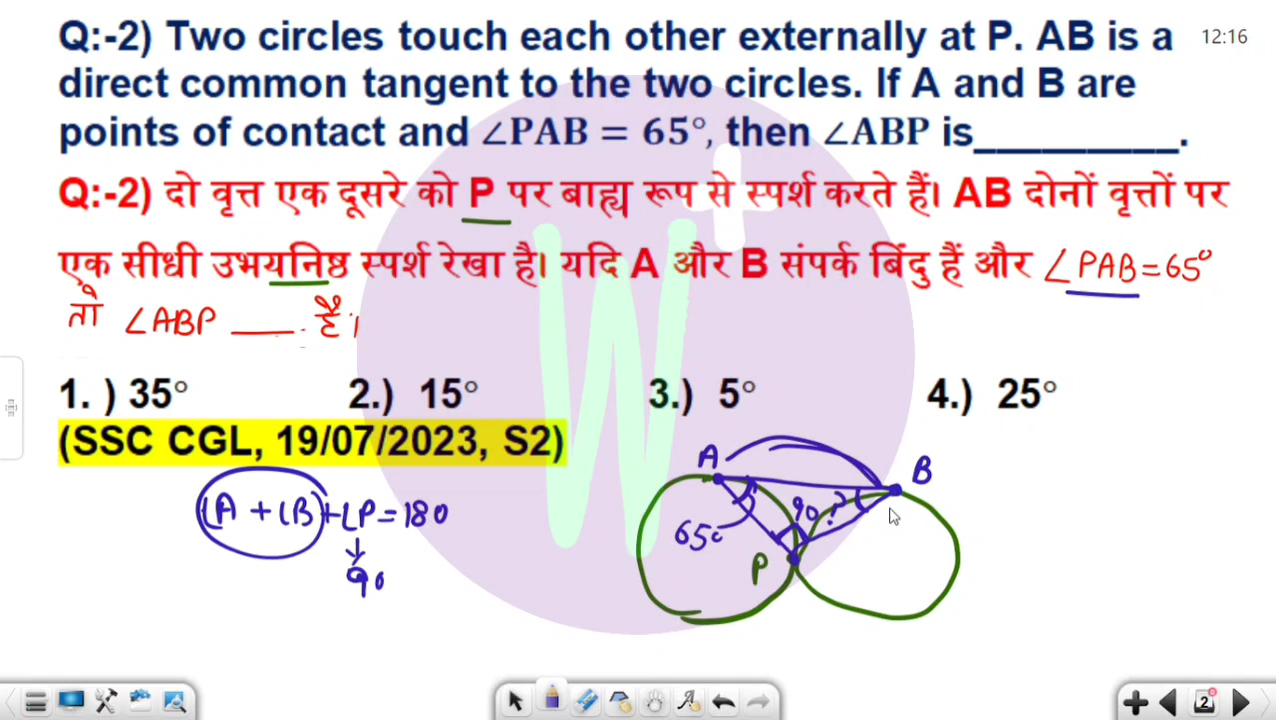 Q:-2) Two circles touch each other externally at P. AB is a
12:16
direct common tangent to the two circles. If A and B are
points of contact and ∠PAB = 65°, then ∠ABP is__________.
Q:-2) दो वृत्त एक दूसरे को P पर बाह्य रूप से स्पर्श करते हैं। AB दोनों वृत्तों पर
एक सीधी उभयनिष्ठ स्पर्श रेखा है। यदि A और B संपर्क बिंदु हैं और ∠PAB=65°
तो ∠ABP ___. है।
1. ) 35° 2.) 15° 3.) 5° 4.) 25°
(SSC CGL, 19/07/2023, S2)
A
B
∠A + ∠B + ∠P = 180
90
65°
90
?
P
W+
2